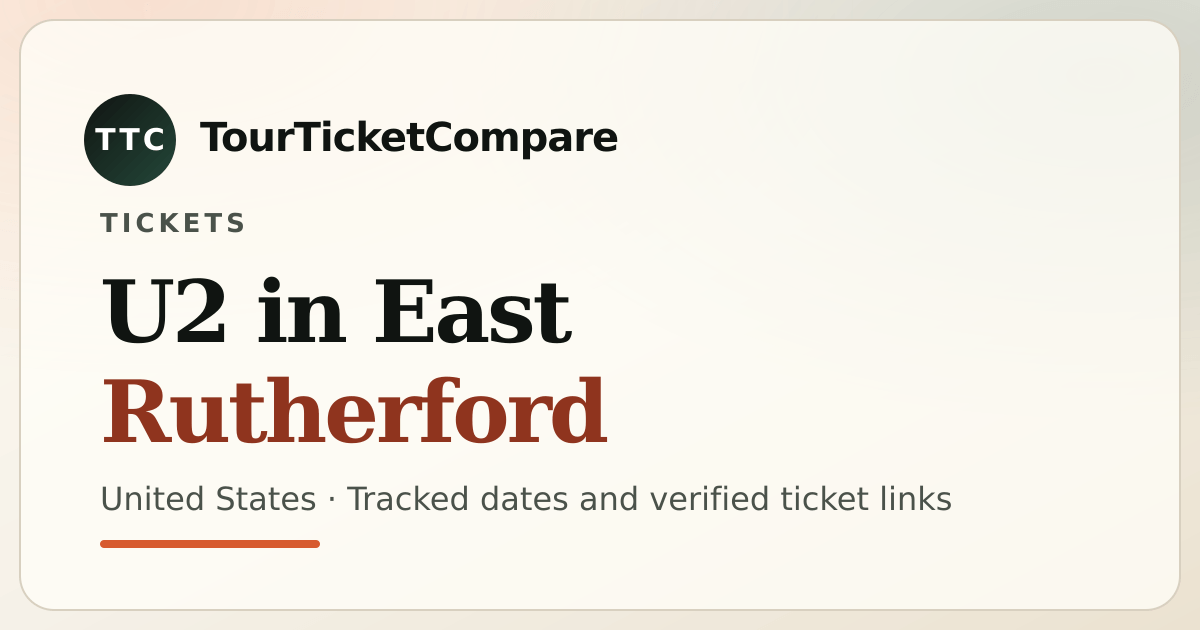 TTC TourTicketCompare
TICKETS
U2 in East
Rutherford
United States · Tracked dates and verified ticket links